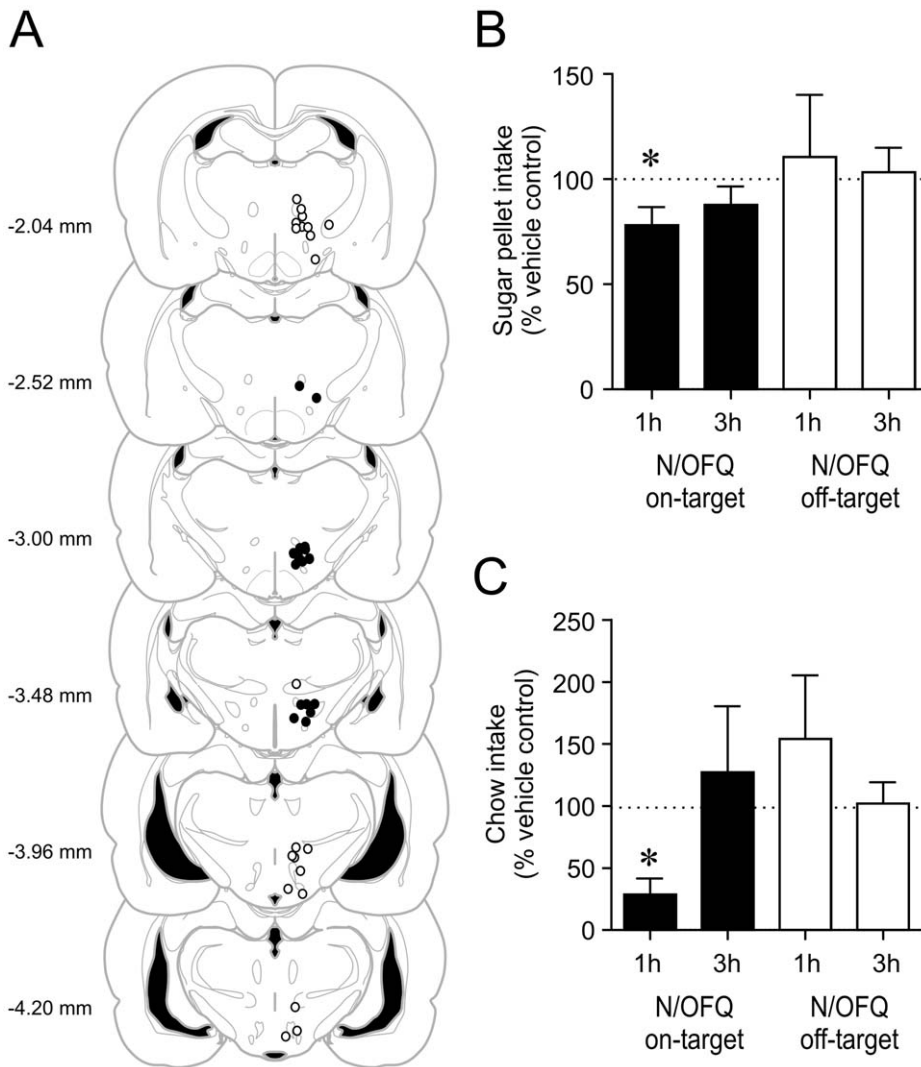 A
-2.04 mm
-2.52 mm
-3.00 mm
-3.48 mm
-3.96 mm
-4.20 mm
B
Sugar pellet intake
(% vehicle control)
150
100
50
0
*
1h 3h 1h 3h
N/OFQ N/OFQ
on-target off-target
C
Chow intake
(% vehicle control)
250
200
150
100
50
0
*
1h 3h 1h 3h
N/OFQ N/OFQ
on-target off-target